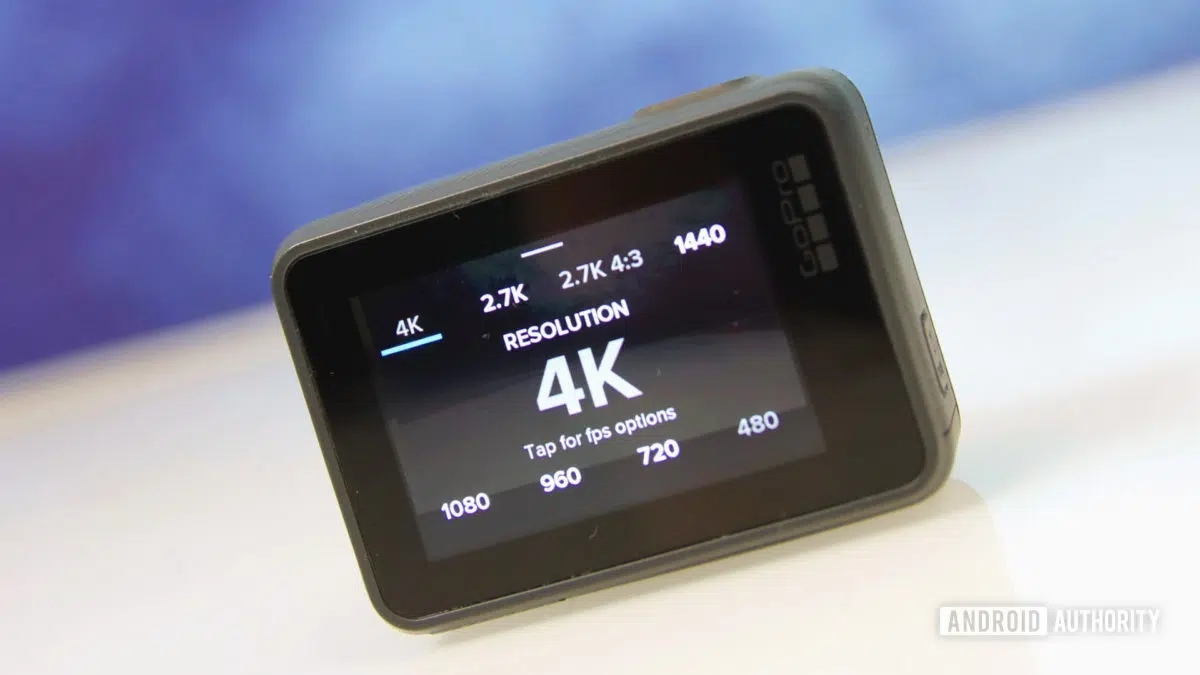 GoPro
4K 2.7K 2.7K 4:3 1440
RESOLUTION
4K
Tap for fps options
1080 960 720 480
ANDROID AUTHORITY